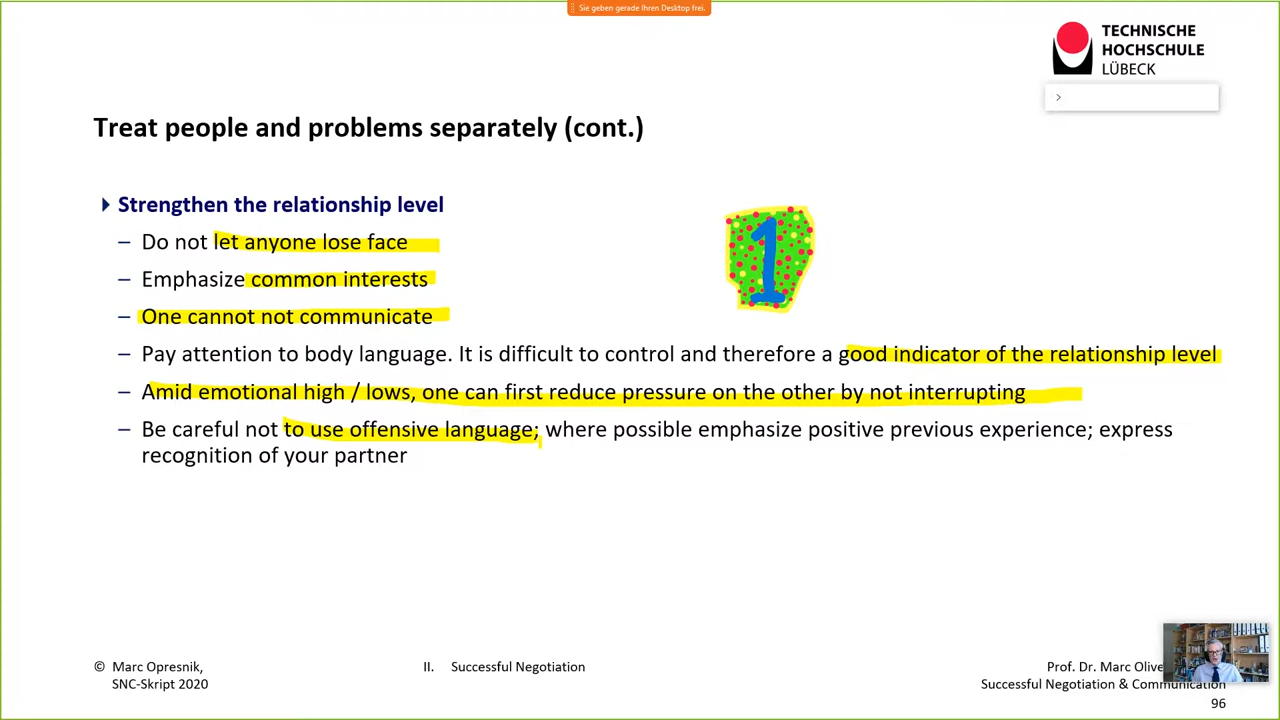 Sie geben gerade Ihren Desktop frei.
TECHNISCHE
HOCHSCHULE
LÜBECK
Treat people and problems separately (cont.)
Strengthen the relationship level
– Do not let anyone lose face
– Emphasize common interests
– One cannot not communicate
– Pay attention to body language. It is difficult to control and therefore a good indicator of the relationship level
– Amid emotional high / lows, one can first reduce pressure on the other by not interrupting
– Be careful not to use offensive language; where possible emphasize positive previous experience; express
recognition of your partner
1
© Marc Opresnik,
SNC-Skript 2020
II. Successful Negotiation
Prof. Dr. Marc Olive
Successful Negotiation & Communication
96